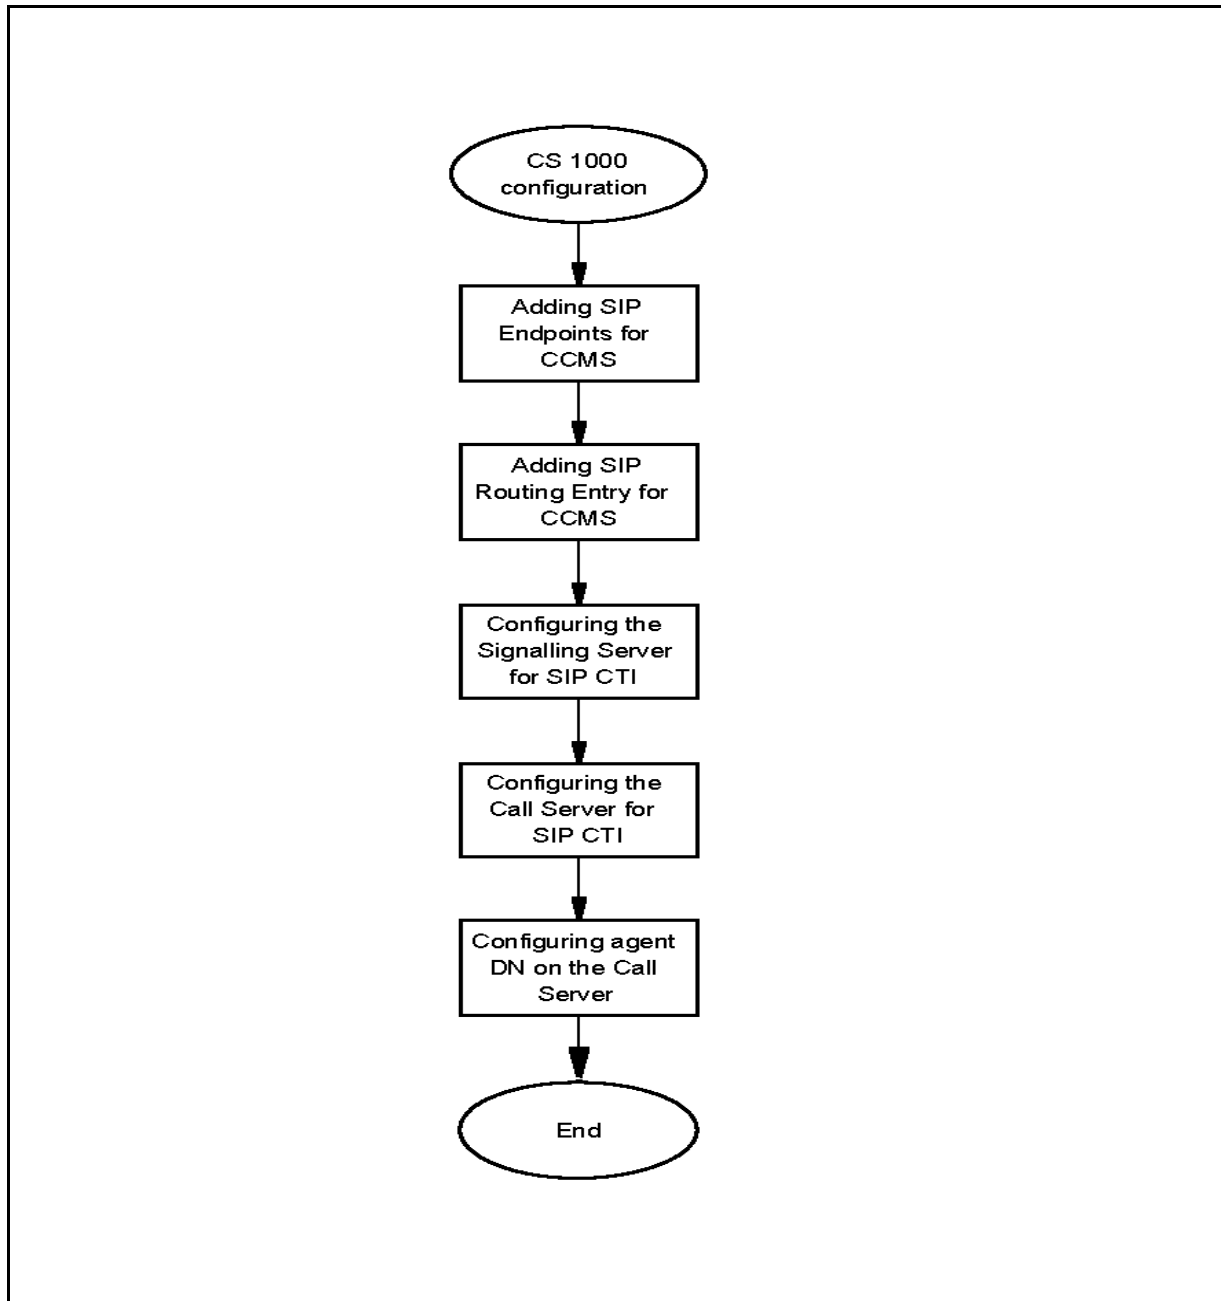 CS 1000
configuration
Adding SIP
Endpoints for
CCMS
Adding SIP
Routing Entry for
CCMS
Configuring the
Signalling Server
for SIP CTI
Configuring the
Call Server for
SIP CTI
Configuring agent
DN on the Call
Server
End